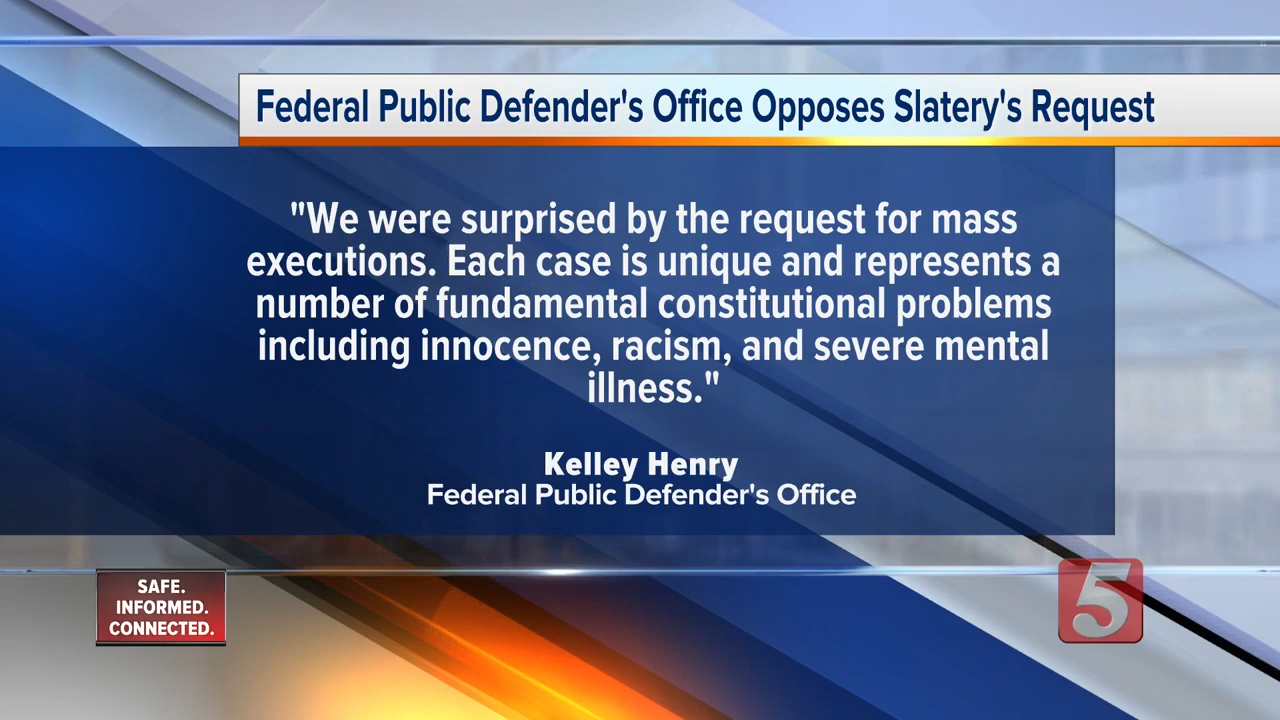 Federal Public Defender's Office Opposes Slatery's Request
"We were surprised by the request for mass
executions. Each case is unique and represents a
number of fundamental constitutional problems
including innocence, racism, and severe mental
illness."
Kelley Henry
Federal Public Defender's Office
SAFE.
INFORMED.
CONNECTED.
5